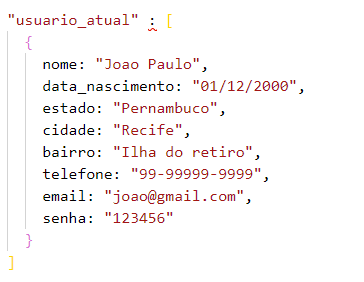 "usuario_atual" : [
{
nome: "Joao Paulo",
data_nascimento: "01/12/2000",
estado: "Pernambuco",
cidade: "Recife",
bairro: "Ilha do retiro",
telefone: "99-99999-9999",
email: "joao@gmail.com",
senha: "123456"
}
]